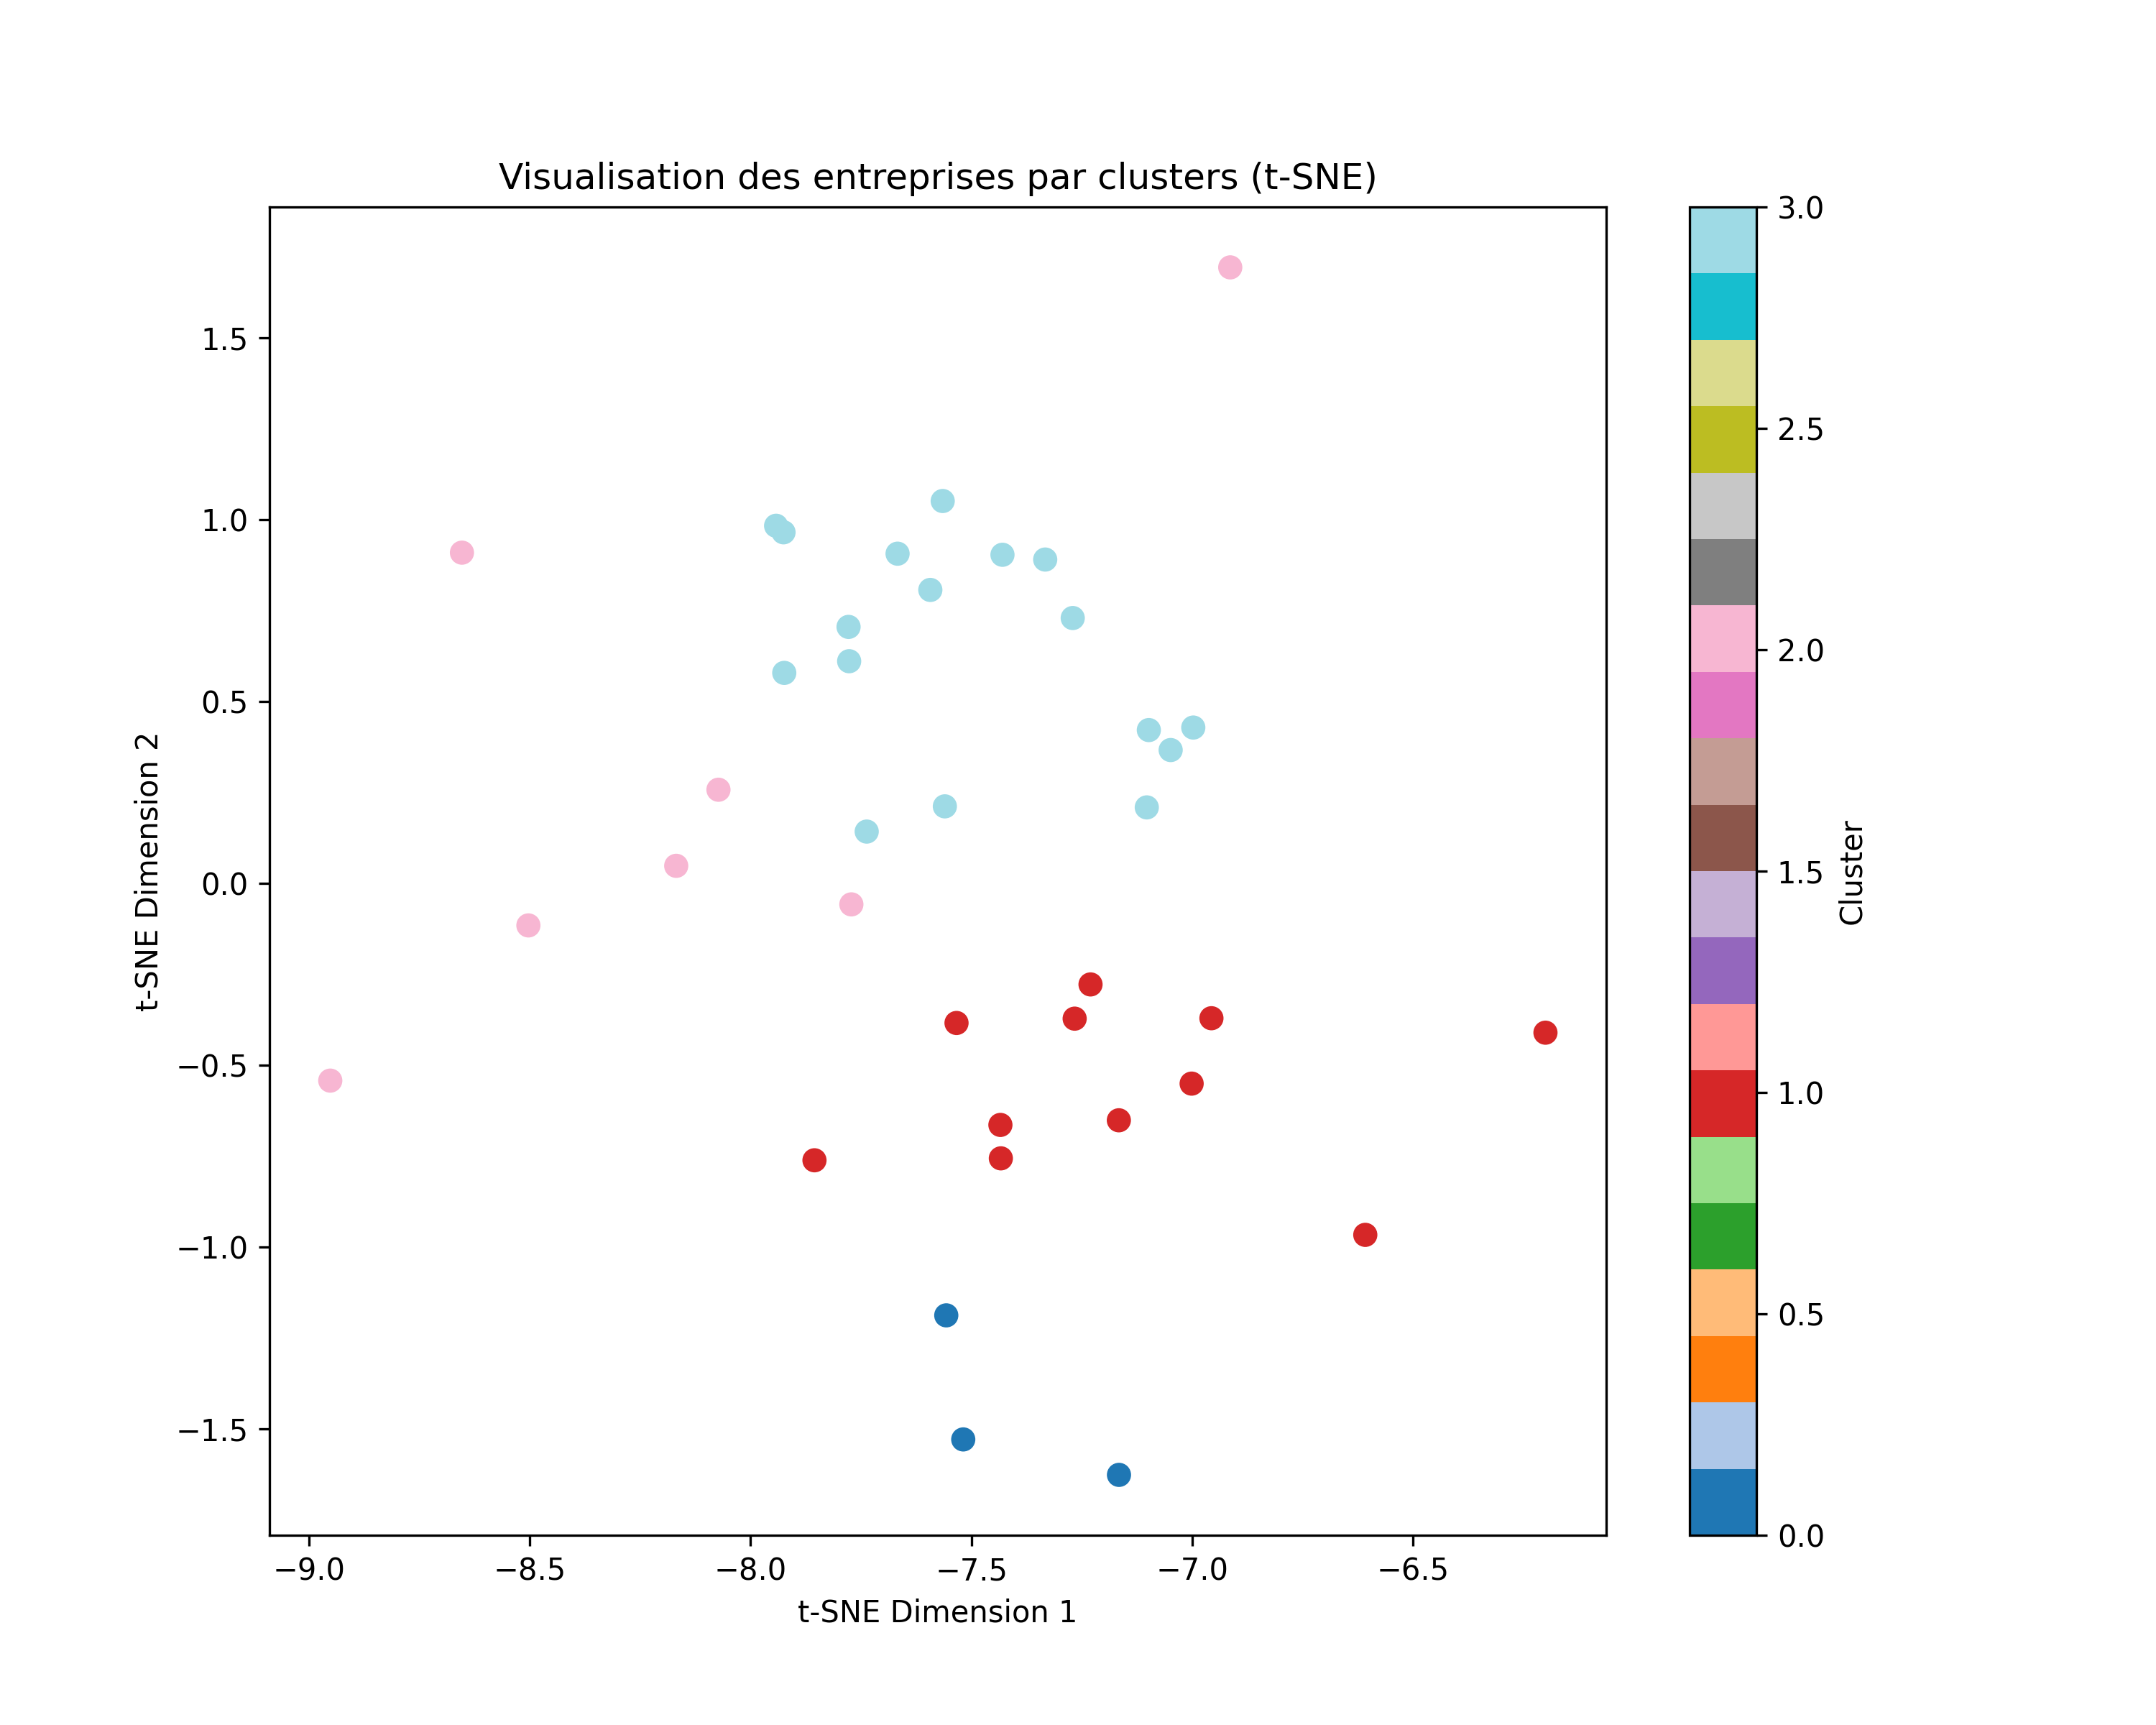 Visualisation des entreprises par clusters (t-SNE)
t-SNE Dimension 2
1.5
1.0
0.5
0.0
−0.5
−1.0
−1.5
−9.0 −8.5 −8.0 −7.5 −7.0 −6.5
t-SNE Dimension 1
3.0
2.5
2.0
1.5
1.0
0.5
0.0
Cluster